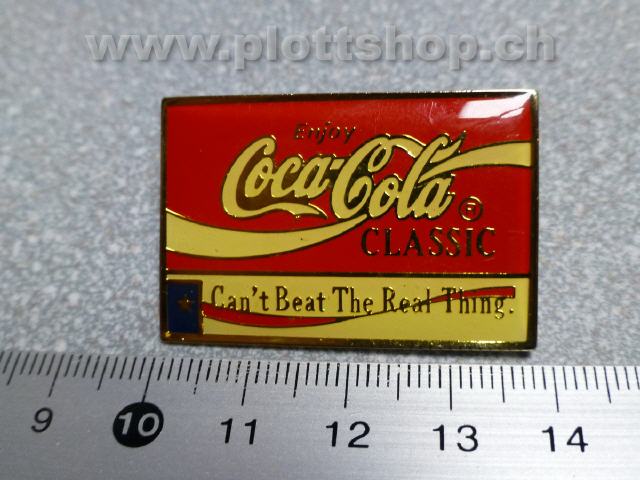 www.plottshop.ch
Enjoy
Coca-Cola ®
CLASSIC
Can't Beat The Real Thing.
9 10 11 12 13 14